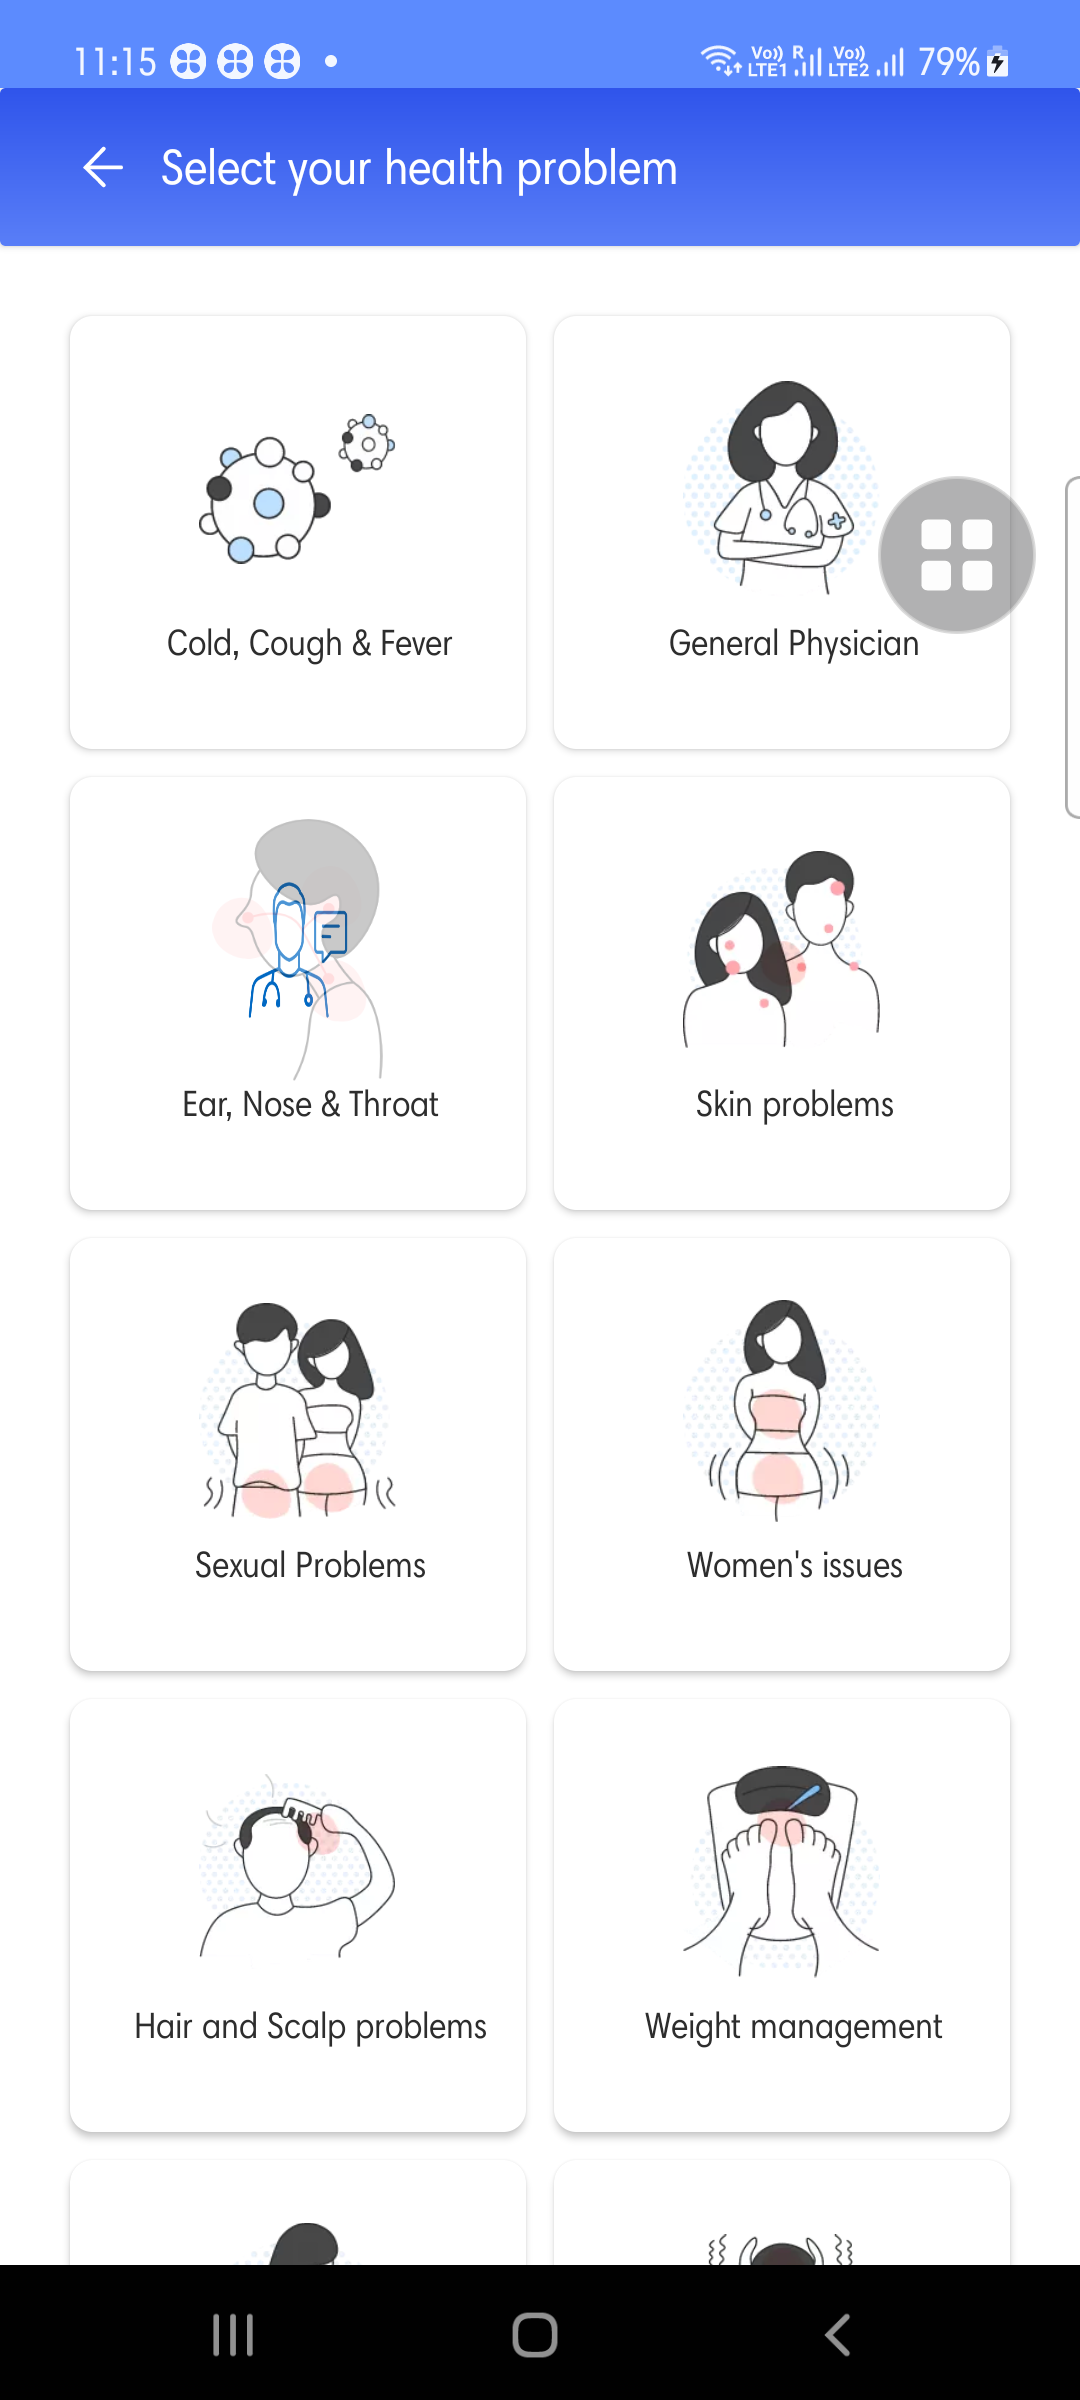 11:15 Vo)) LTE1 R Vo)) LTE2 79%
Select your health problem
Cold, Cough & Fever
General Physician
Ear, Nose & Throat
Skin problems
Sexual Problems
Women's issues
Hair and Scalp problems
Weight management